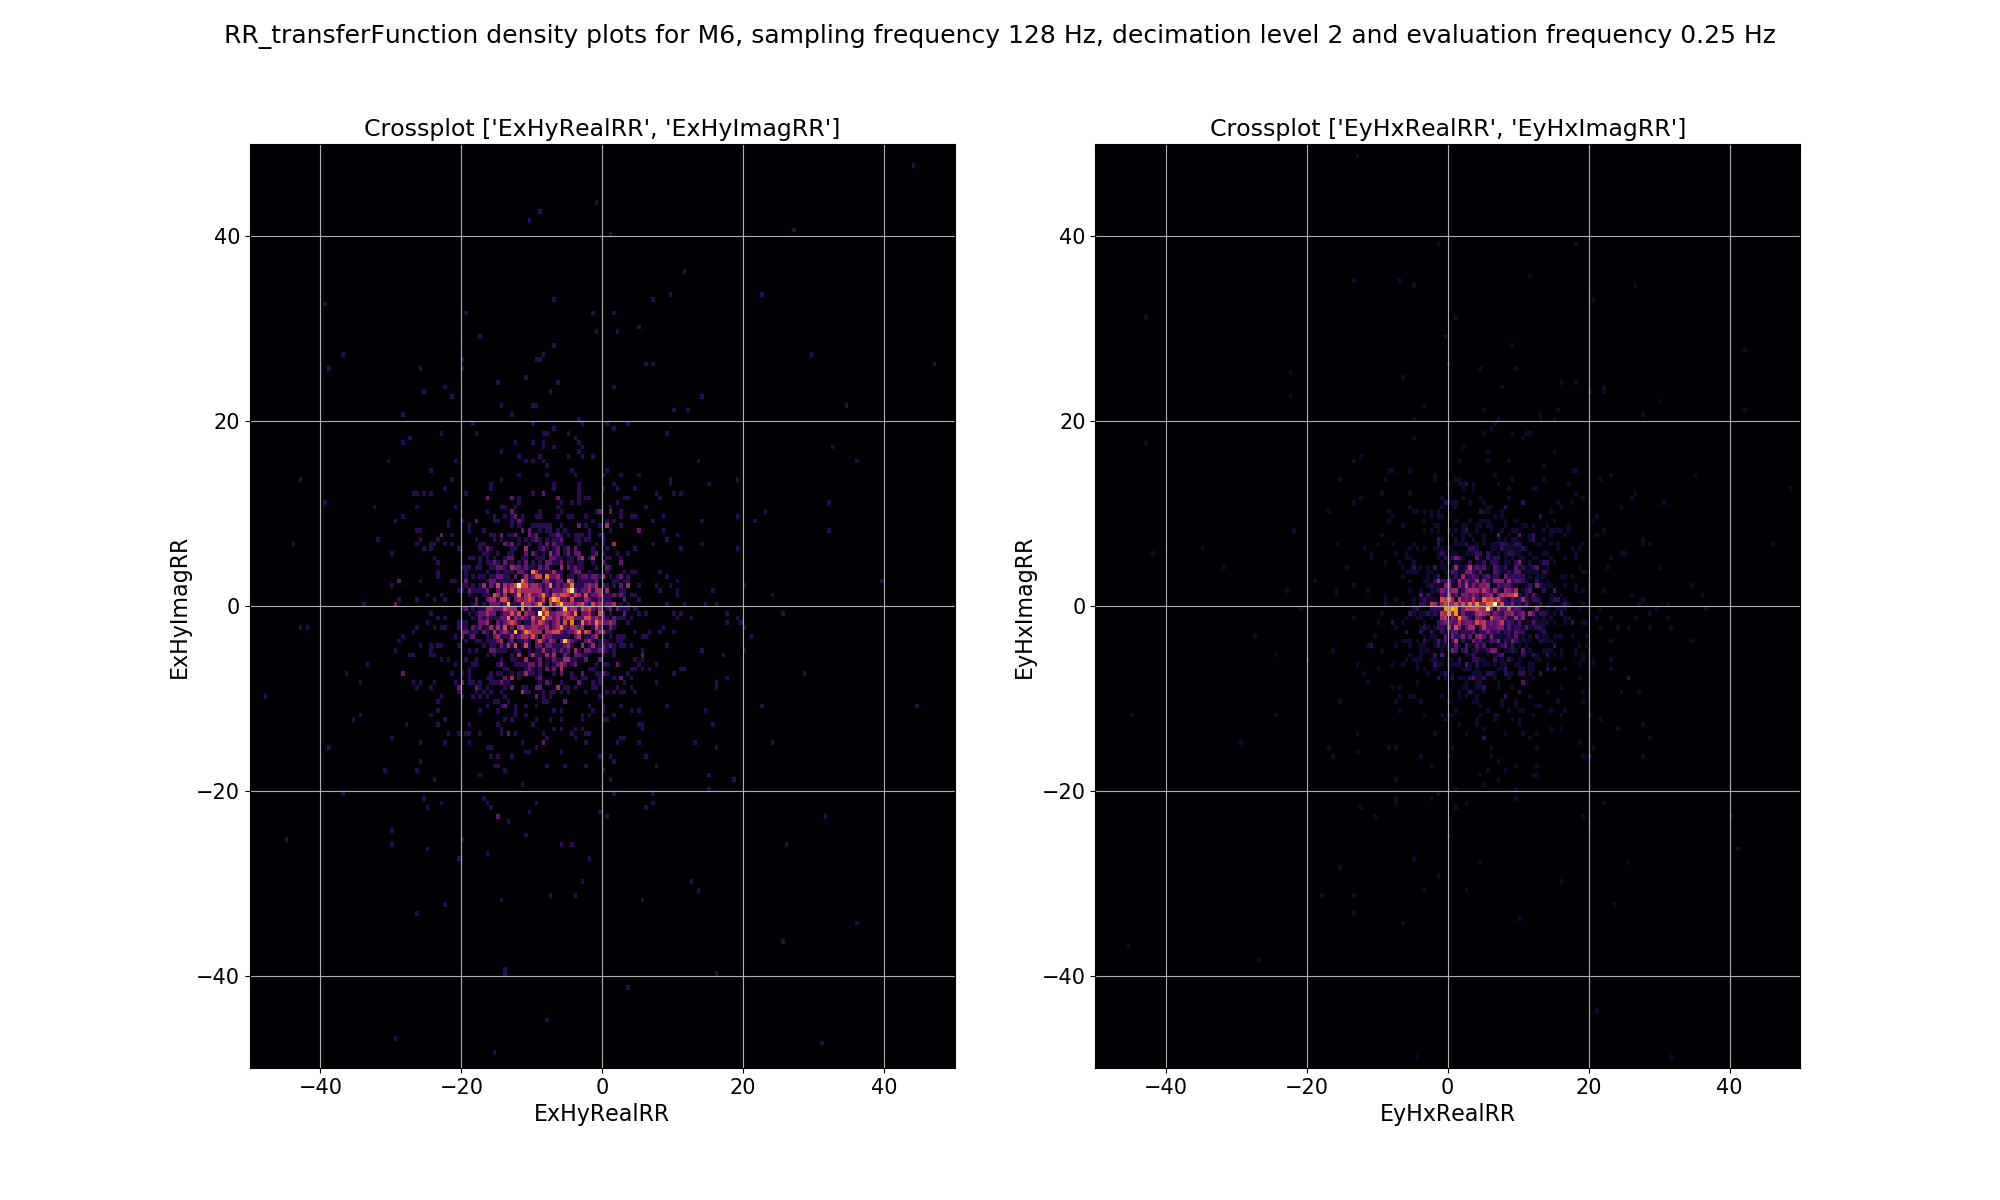 RR_transferFunction density plots for M6, sampling frequency 128 Hz, decimation level 2 and evaluation frequency 0.25 Hz
Crossplot ['ExHyRealRR', 'ExHyImagRR']
40
20
0
−20
−40
ExHyImagRR
−40 −20 0 20 40
ExHyRealRR
Crossplot ['EyHxRealRR', 'EyHxImagRR']
40
20
0
−20
−40
EyHxImagRR
−40 −20 0 20 40
EyHxRealRR